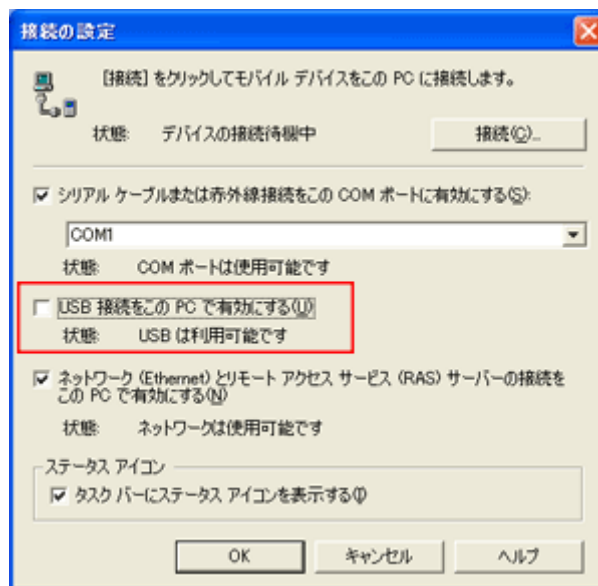 接続の設定
[接続] をクリックしてモバイル デバイスをこの PC に接続します。
状態: デバイスの接続待機中
接続(C)...
シリアル ケーブルまたは赤外線接続をこの COM ポートに有効にする(S):
COM1
状態: COM ポートは使用可能です
USB 接続をこの PC で有効にする(U)
状態: USB は利用可能です
ネットワーク (Ethernet) とリモート アクセス サービス (RAS) サーバーの接続を
この PC で有効にする(N)
状態: ネットワークは使用可能です
ステータス アイコン
タスク バーにステータス アイコンを表示する(I)
OK
キャンセル
ヘルプ